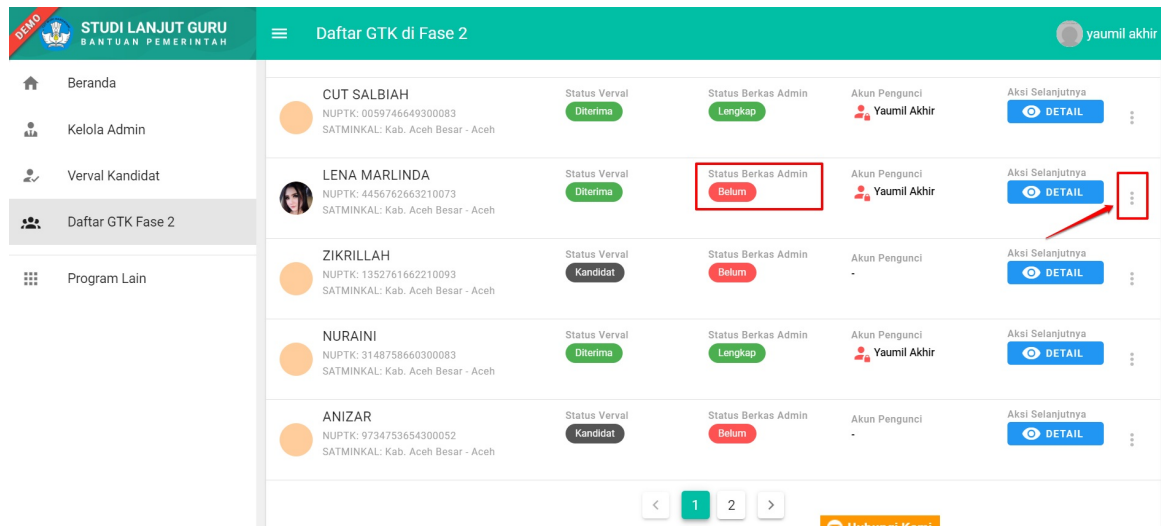 DEMO
STUDI LANJUT GURU
BANTUAN PEMERINTAH
Daftar GTK di Fase 2
yaumil akhir
Beranda
Kelola Admin
Verval Kandidat
Daftar GTK Fase 2
Program Lain
CUT SALBIAH
NUPTK: 0059746649300083
SATMINKAL: Kab. Aceh Besar - Aceh
Status Verval
Diterima
Status Berkas Admin
Lengkap
Akun Pengunci
Yaumil Akhir
Aksi Selanjutnya
DETAIL
LENA MARLINDA
NUPTK: 4456762663210073
SATMINKAL: Kab. Aceh Besar - Aceh
Status Verval
Diterima
Status Berkas Admin
Belum
Akun Pengunci
Yaumil Akhir
Aksi Selanjutnya
DETAIL
ZIKRILLAH
NUPTK: 1352761662210093
SATMINKAL: Kab. Aceh Besar - Aceh
Status Verval
Kandidat
Status Berkas Admin
Belum
Akun Pengunci
-
Aksi Selanjutnya
DETAIL
NURAINI
NUPTK: 3148758660300083
SATMINKAL: Kab. Aceh Besar - Aceh
Status Verval
Diterima
Status Berkas Admin
Lengkap
Akun Pengunci
Yaumil Akhir
Aksi Selanjutnya
DETAIL
ANIZAR
NUPTK: 9734753654300052
SATMINKAL: Kab. Aceh Besar - Aceh
Status Verval
Kandidat
Status Berkas Admin
Belum
Akun Pengunci
-
Aksi Selanjutnya
DETAIL
< 1 2 >
Hubungi Kami